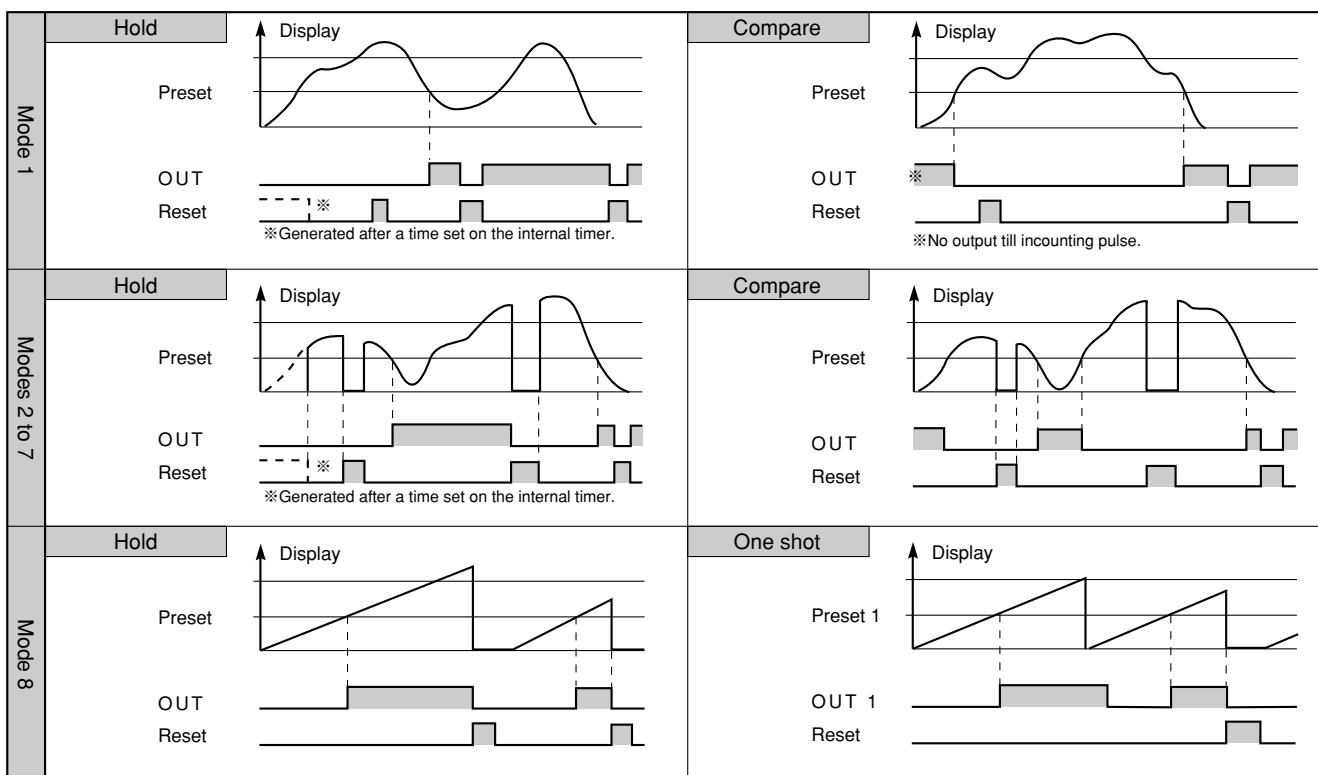 Mode 1
Hold
Display
Preset
OUT
Reset
※
※Generated after a time set on the internal timer.
Compare
Display
Preset
※
OUT
Reset
※No output till incounting pulse.
Modes 2 to 7
Hold
Display
Preset
OUT
Reset
※
※Generated after a time set on the internal timer.
Compare
Display
Preset
OUT
Reset
Mode 8
Hold
Display
Preset
OUT
Reset
One shot
Display
Preset 1
OUT 1
Reset